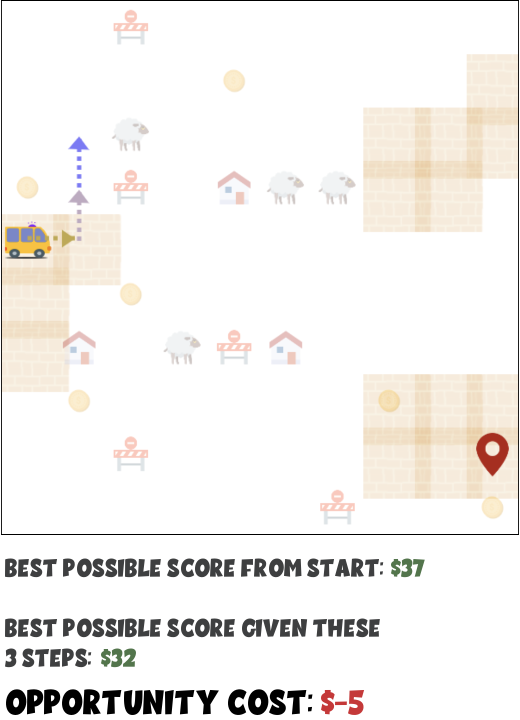 BEST POSSIBLE SCORE FROM START: $37
BEST POSSIBLE SCORE GIVEN THESE
3 STEPS: $32
OPPORTUNITY COST: $-5